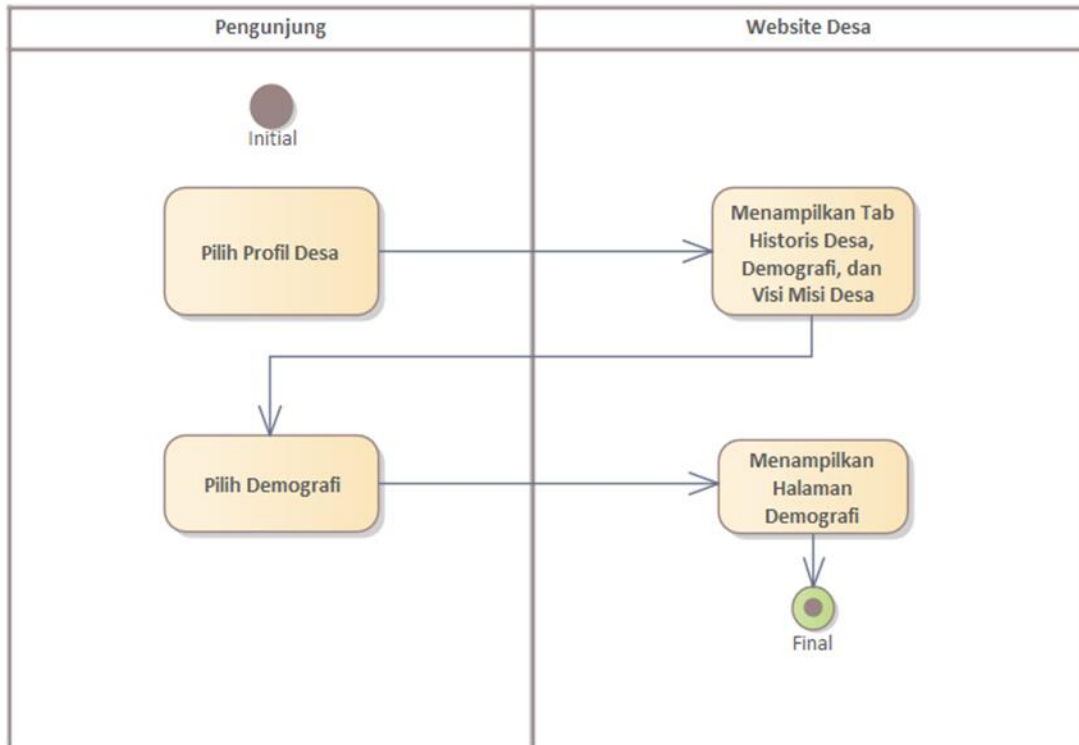 Pengunjung
Website Desa
Initial
Pilih Profil Desa
Menampilkan Tab
Historis Desa,
Demografi, dan
Visi Misi Desa
Pilih Demografi
Menampilkan
Halaman
Demografi
Final